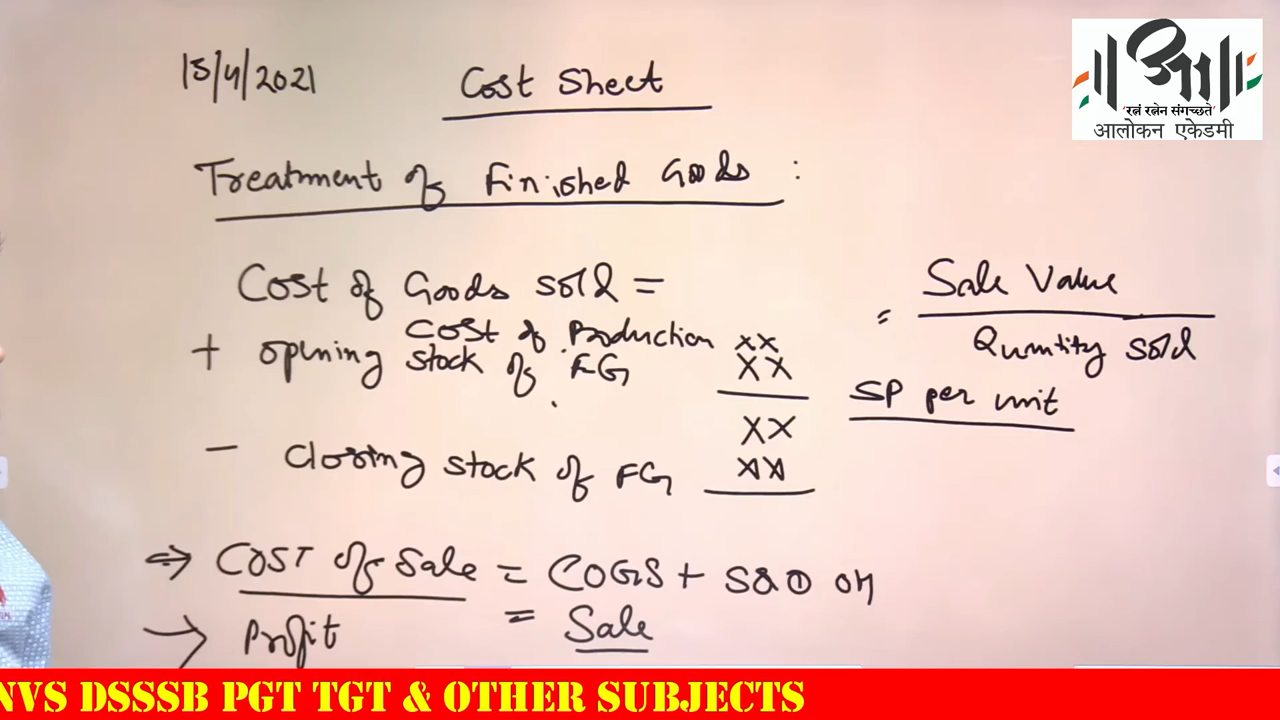 15/4/2021
Cost Sheet
Treatment of Finished Goods :
Cost of Goods sold =
Cost of Production XX
+ opening stock of FG XX
XX
- Closing stock of FG XX
= Sale Value
Quantity sold
SP per unit
⇒ COST of Sale = COGS + S&D OH
→ Profit = Sale
'रत्नं रत्नेन संगच्छते'
आलोकन एकेडमी
NVS DSSSB PGT TGT & OTHER SUBJECTS